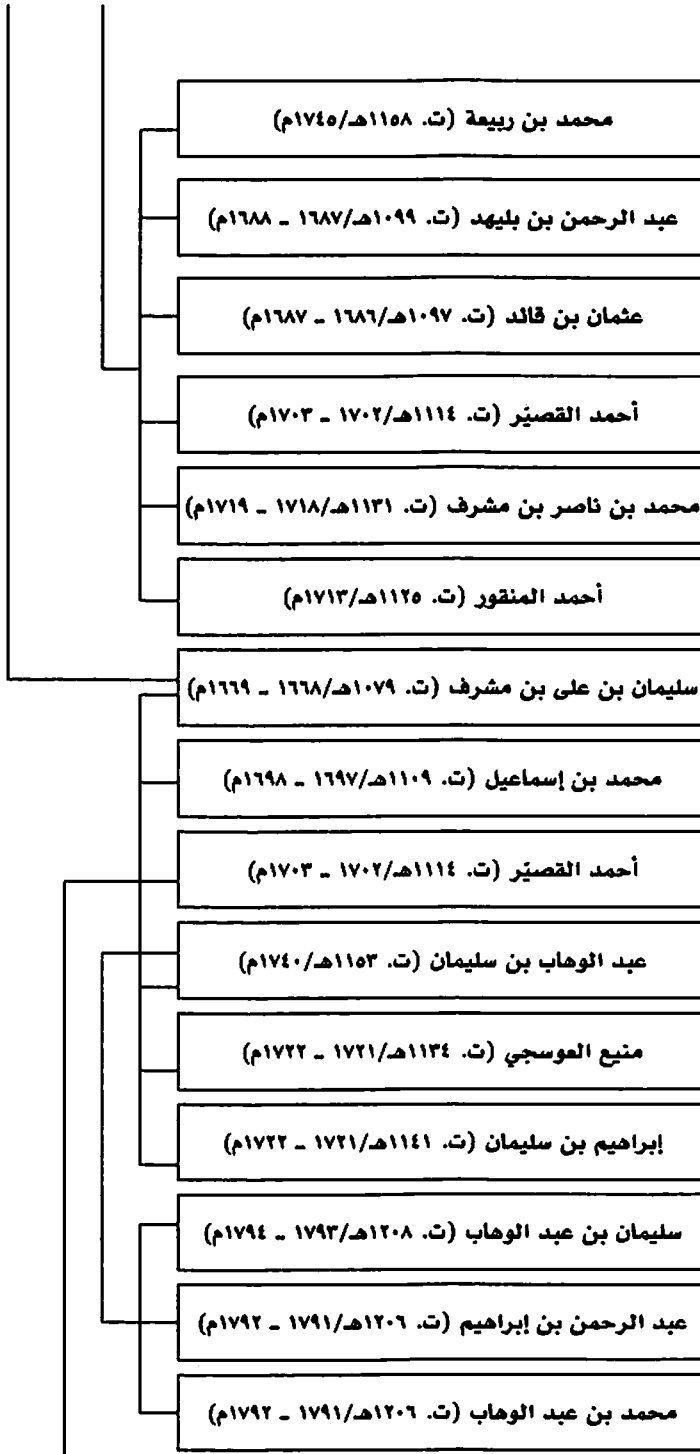 محمد بن ربيعة (ت. ١١٥٨هـ/١٧٤٥م)
عبد الرحمن بن بليهد (ت. ١٠٩٩هـ/١٦٨٧ ـ ١٦٨٨م)
عثمان بن قائد (ت. ١٠٩٧هـ/١٦٨٦ ـ ١٦٨٧م)
أحمد القصيّر (ت. ١١١٤هـ/١٧٠٢ ـ ١٧٠٣م)
محمد بن ناصر بن مشرف (ت. ١١٣١هـ/١٧١٨ ـ ١٧١٩م)
أحمد المنقور (ت. ١١٢٥هـ/١٧١٣م)
سليمان بن على بن مشرف (ت. ١٠٧٩هـ/١٦٦٨ ـ ١٦٦٩م)
محمد بن إسماعيل (ت. ١١٠٩هـ/١٦٩٧ ـ ١٦٩٨م)
أحمد القصيّر (ت. ١١١٤هـ/١٧٠٢ ـ ١٧٠٣م)
عبد الوهاب بن سليمان (ت. ١١٥٣هـ/١٧٤٠م)
منيع العوسجي (ت. ١١٣٤هـ/١٧٢١ ـ ١٧٢٢م)
إبراهيم بن سليمان (ت. ١١٤١هـ/١٧٢١ ـ ١٧٢٢م)
سليمان بن عبد الوهاب (ت. ١٢٠٨هـ/١٧٩٣ ـ ١٧٩٤م)
عبد الرحمن بن إبراهيم (ت. ١٢٠٦هـ/١٧٩١ ـ ١٧٩٢م)
محمد بن عبد الوهاب (ت. ١٢٠٦هـ/١٧٩١ ـ ١٧٩٢م)